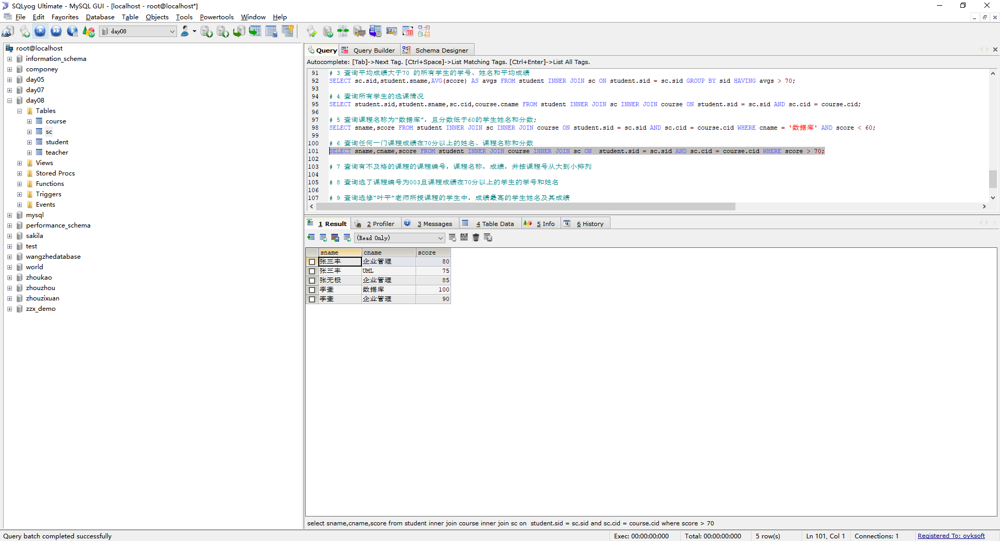 SQLyog Ultimate - MySQL GUI - [localhost - root@localhost*]
File Edit Favorites Database Table Objects Tools Powertools Window Help
day08
root@localhost
information_schema
componey
day05
day07
day08
Tables
course
sc
student
teacher
Views
Stored Procs
Functions
Triggers
Events
mysql
performance_schema
sakila
test
wangzhedatabase
world
zhoukao
zhouzhou
zhouzixuan
zzx_demo
Query Query Builder Schema Designer
Autocomplete: [Tab]->Next Tag. [Ctrl+Space]->List Matching Tags. [Ctrl+Enter]->List All Tags.
91 # 3 查询平均成绩大于70 的所有学生的学号、姓名和平均成绩
92 SELECT sc.sid,student.sname,AVG(score) AS avgs FROM student INNER JOIN sc ON student.sid = sc.sid GROUP BY sid HAVING avgs > 70;
93
94 # 4 查询所有学生的选课情况
95 SELECT student.sid,student.sname,sc.cid,course.cname FROM student INNER JOIN sc INNER JOIN course ON student.sid = sc.sid AND sc.cid = course.cid;
96
97 # 5 查询课程名称为“数据库”，且分数低于60的学生姓名和分数;
98 SELECT sname,score FROM student INNER JOIN sc INNER JOIN course ON student.sid = sc.sid AND sc.cid = course.cid WHERE cname = '数据库' AND score < 60;
99
100 # 6 查询任何一门课程成绩在70分以上的姓名、课程名称和分数
101 SELECT sname,cname,score FROM student INNER JOIN course INNER JOIN sc ON  student.sid = sc.sid AND sc.cid = course.cid WHERE score > 70;
102
103 # 7 查询有不及格的课程的课程编号，课程名称，成绩，并按课程号从大到小排列
104
105 # 8 查询选了课程编号为003且课程成绩在70分以上的学生的学号和姓名
106
107 # 9 查询选修“叶平”老师所授课程的学生中，成绩最高的学生姓名及其成绩
1 Result 2 Profiler 3 Messages 4 Table Data 5 Info 18 6 History
(Read Only)
sname cname score
张三丰 企业管理 80
张三丰 UML 75
张无极 企业管理 85
李奎 数据库 100
李奎 企业管理 90
select sname,cname,score from student inner join course inner join sc on  student.sid = sc.sid and sc.cid = course.cid where score > 70
Query batch completed successfully Exec: 00:00:00:000 Total: 00:00:00:000 5 row(s) Ln 101, Col 1 Connections: 1 Registered To: oyksoft